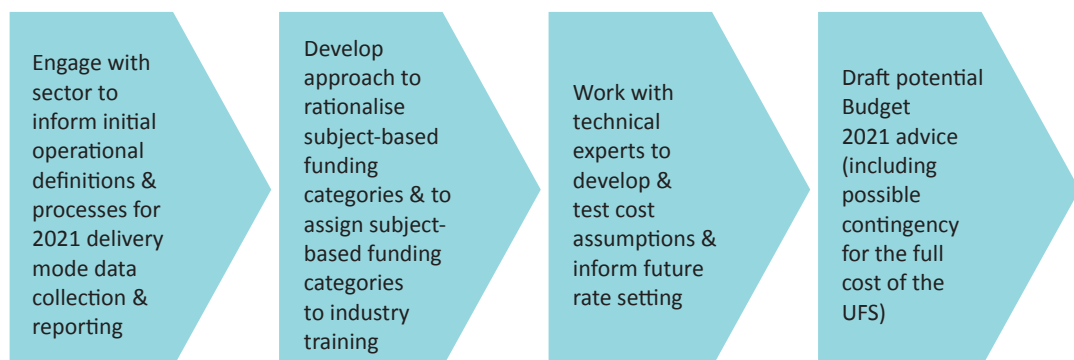 Engage with
sector to
inform initial
operational
definitions &
processes for
2021 delivery
mode data
collection &
reporting
Develop
approach to
rationalise
subject-based
funding
categories & to
assign subject-
based funding
categories
to industry
training
Work with
technical
experts to
develop &
test cost
assumptions &
inform future
rate setting
Draft potential
Budget
2021 advice
(including
possible
contingency
for the full
cost of the
UFS)